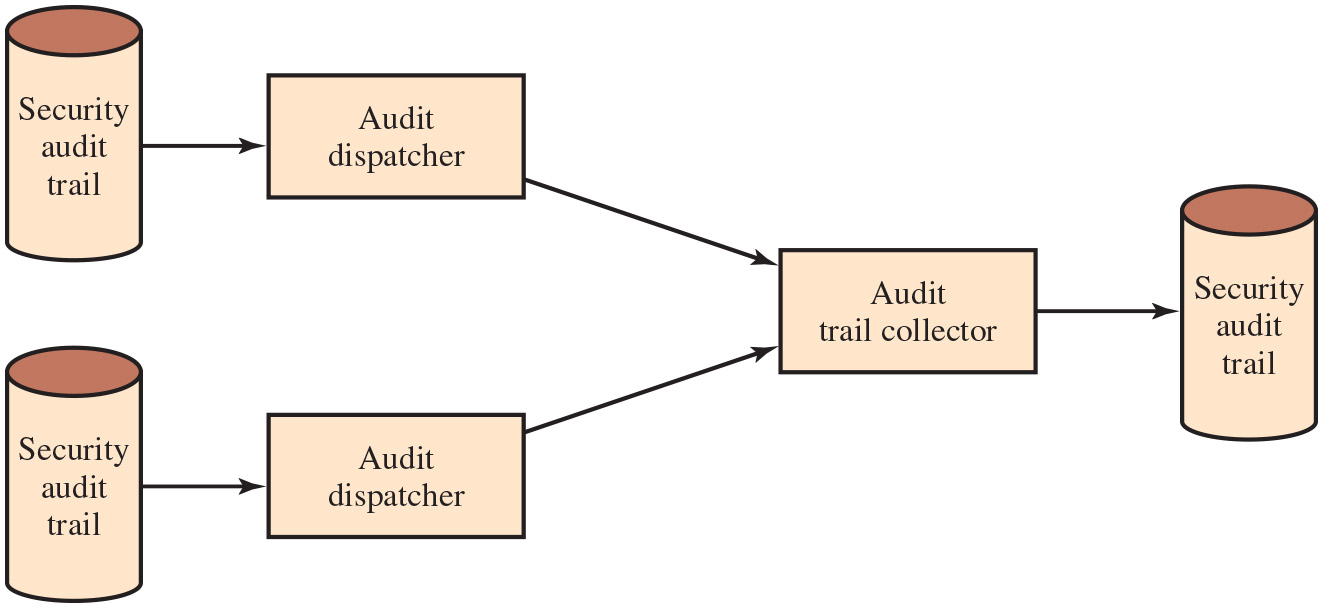 Security
audit
trail
Audit
dispatcher
Security
audit
trail
Audit
dispatcher
Audit
trail collector
Security
audit
trail